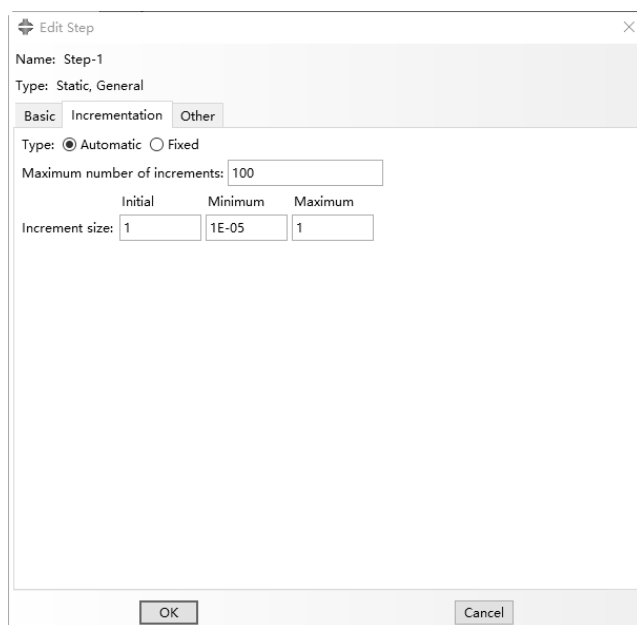 Edit Step
Name: Step-1
Type: Static, General
Basic Incrementation Other
Type: Automatic Fixed
Maximum number of increments: 100
Initial Minimum Maximum
Increment size: 1 1E-05 1
OK Cancel